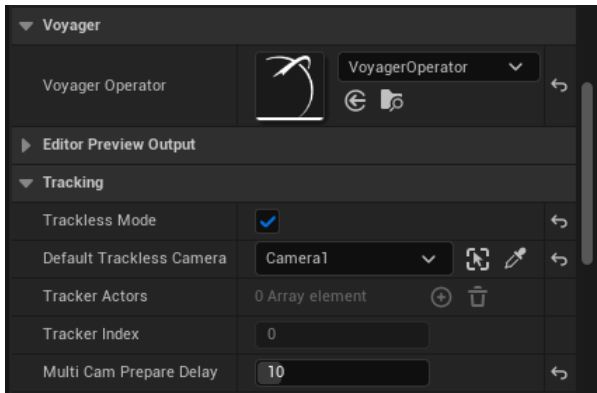 Voyager
Voyager Operator VoyagerOperator
Editor Preview Output
Tracking
Trackless Mode
Default Trackless Camera Camera1
Tracker Actors 0 Array element
Tracker Index 0
Multi Cam Prepare Delay 10